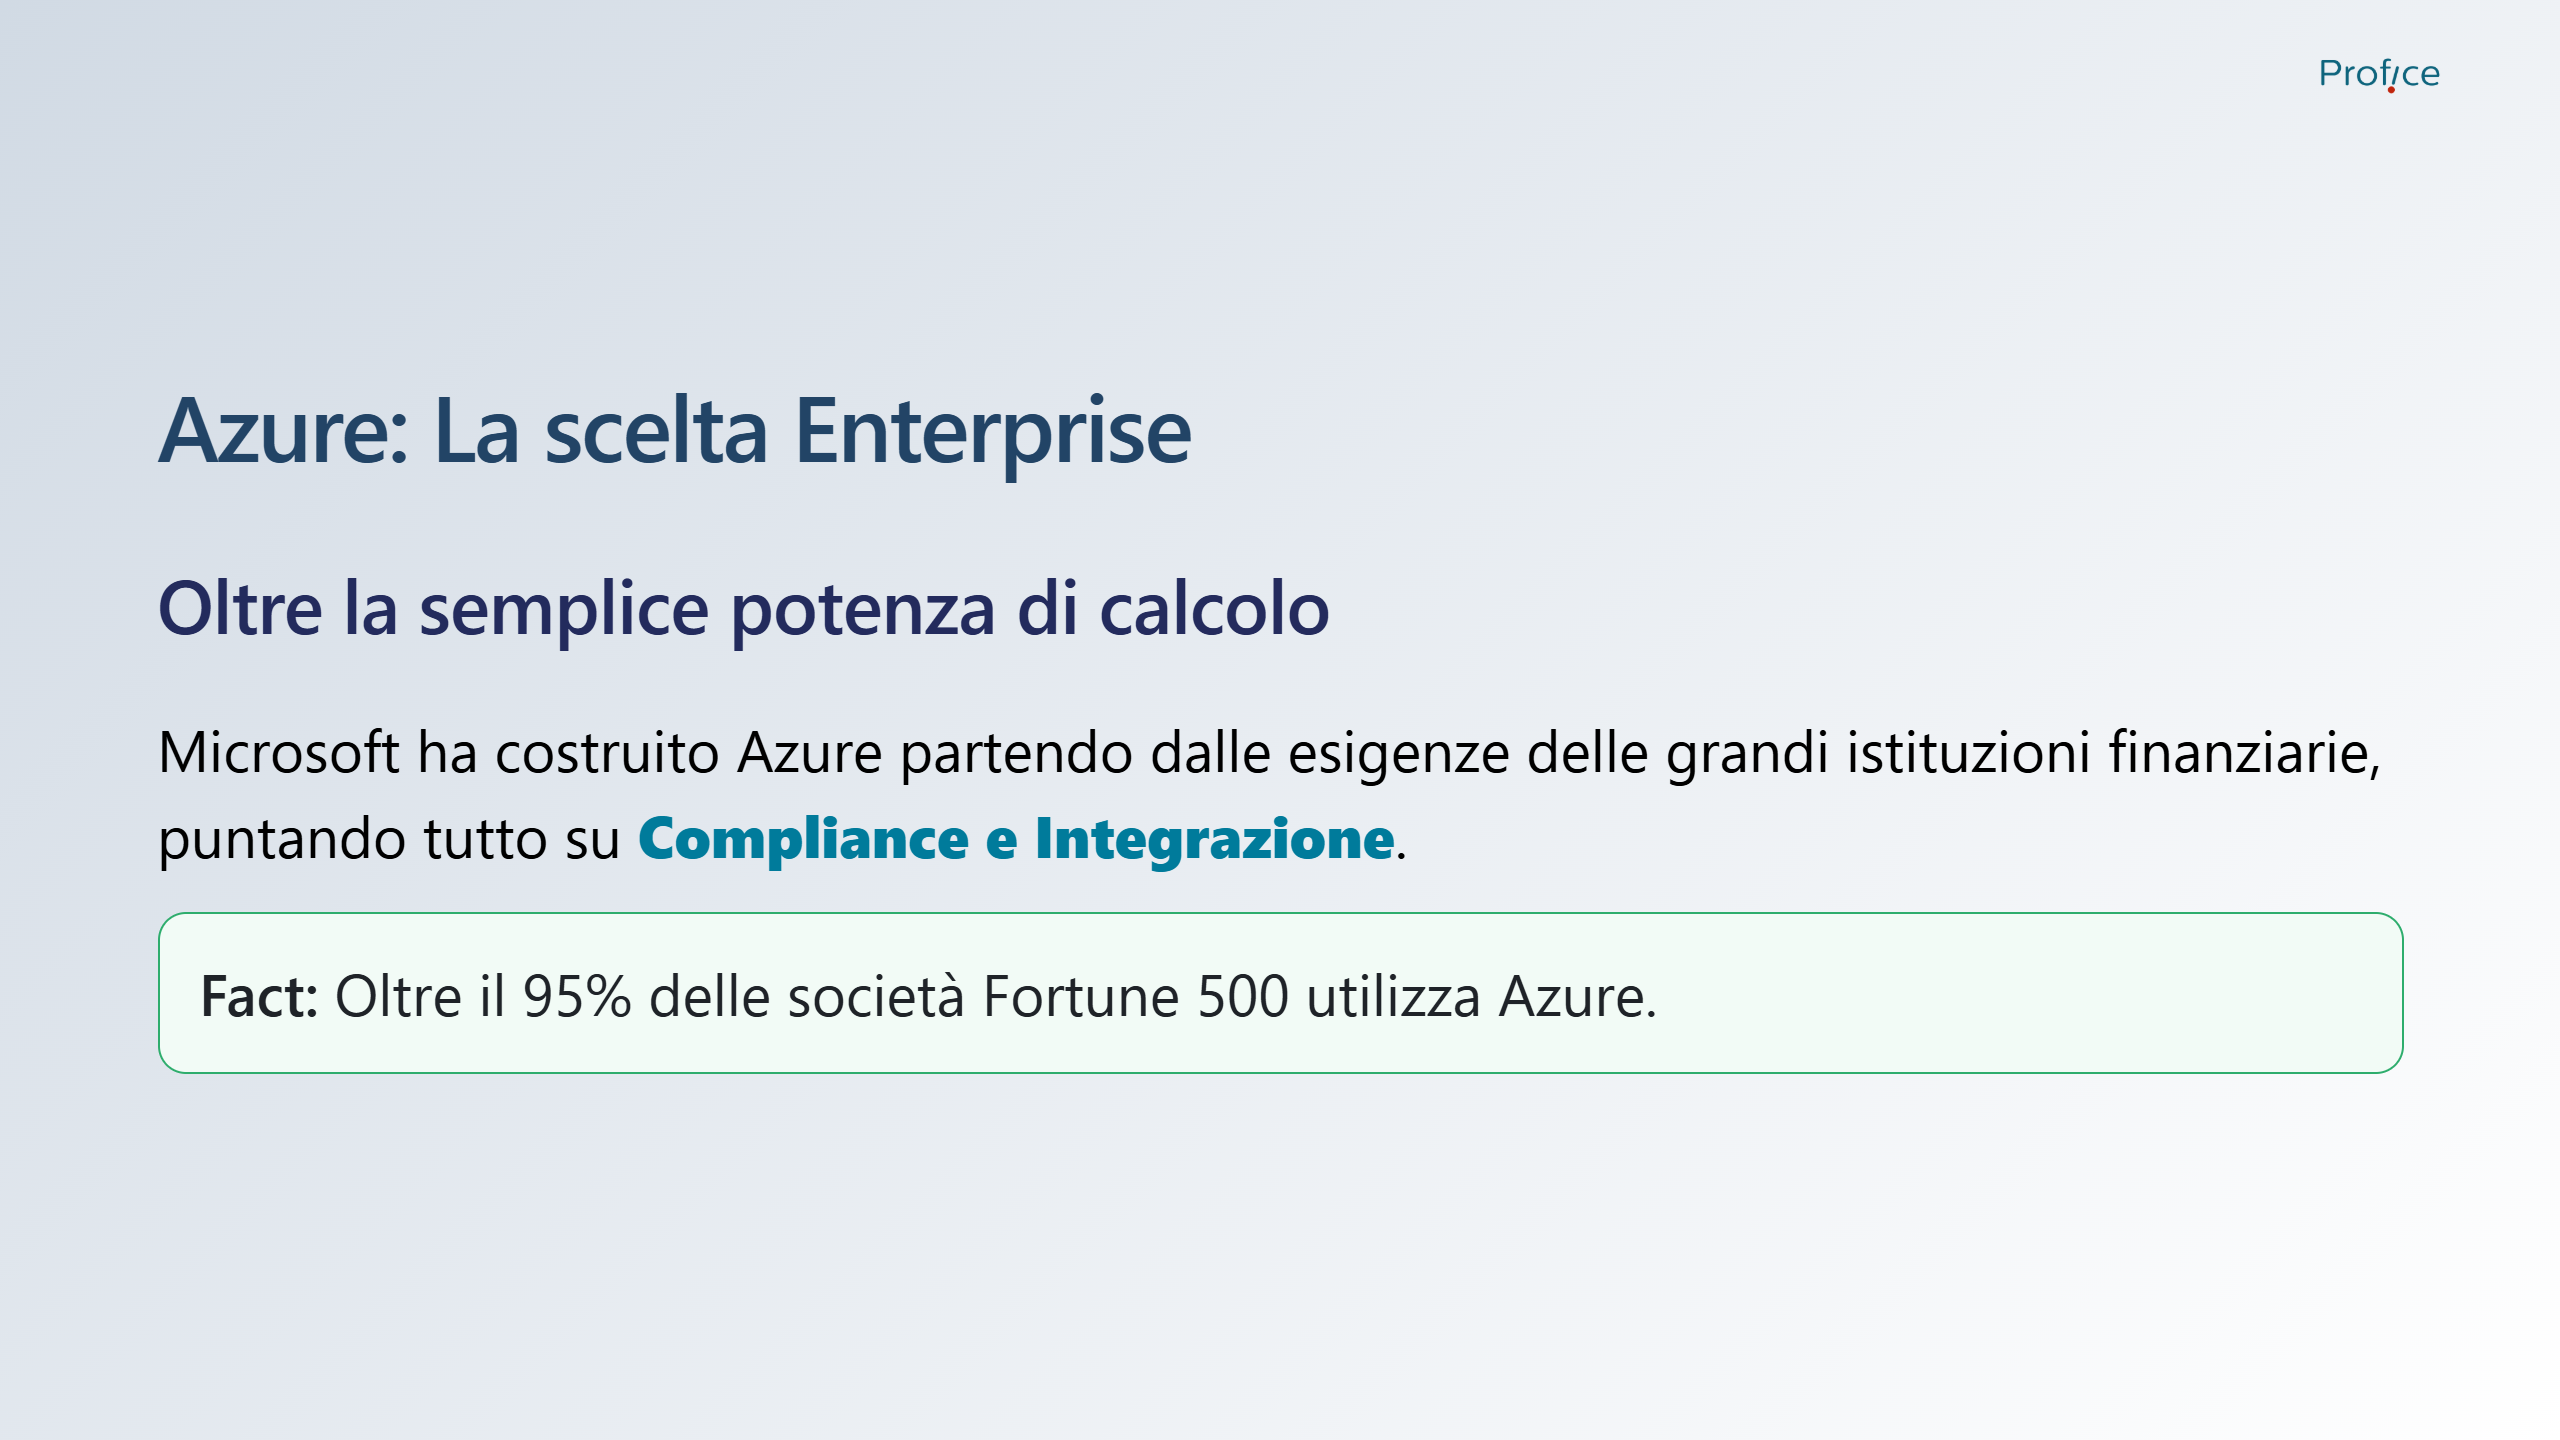 Profice
Azure: La scelta Enterprise
Oltre la semplice potenza di calcolo
Microsoft ha costruito Azure partendo dalle esigenze delle grandi istituzioni finanziarie,
puntando tutto su Compliance e Integrazione.
Fact: Oltre il 95% delle società Fortune 500 utilizza Azure.